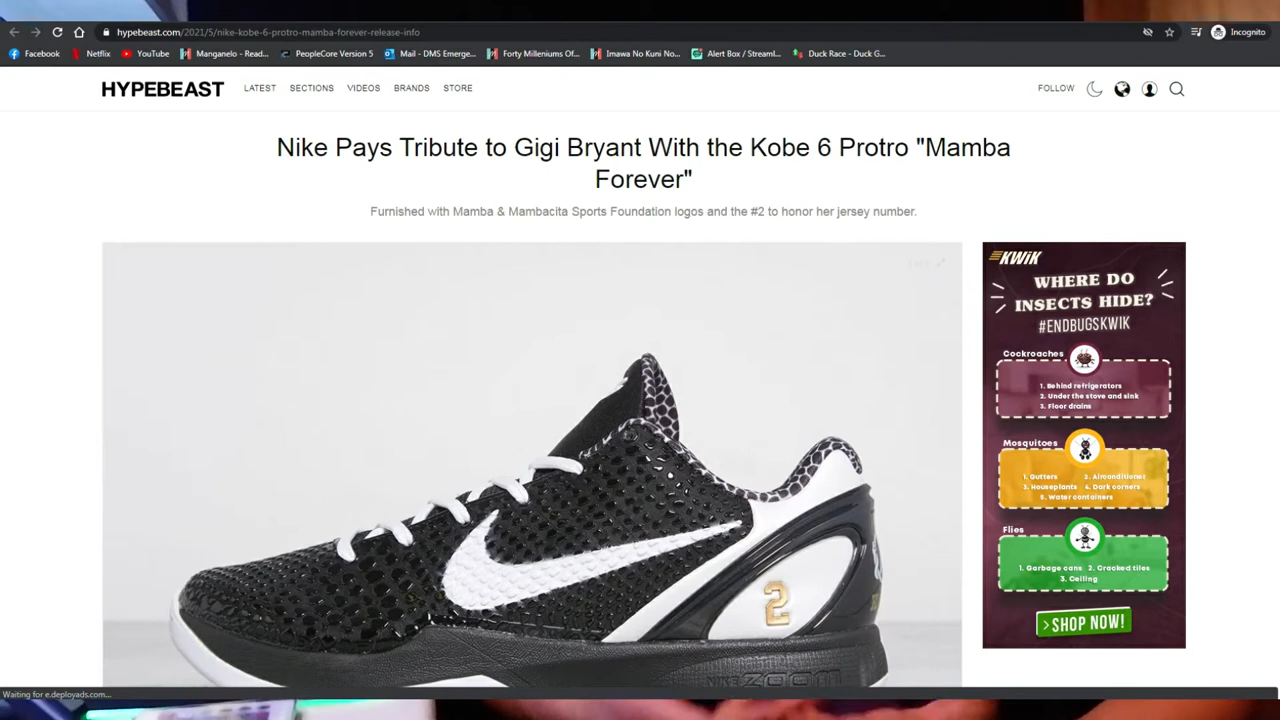 hypebeast.com/2021/5/nike-kobe-6-protro-mamba-forever-release-info
Incognito
Facebook Netflix YouTube Manganelo - Read... PeopleCore Version 5 Mail - DMS Emerge... Forty Milleniums Of... Imawa No Kuni No... Alert Box / Streaml... Duck Race - Duck G...
HYPEBEAST LATEST SECTIONS VIDEOS BRANDS STORE FOLLOW
Nike Pays Tribute to Gigi Bryant With the Kobe 6 Protro "Mamba
Forever"
Furnished with Mamba & Mambacita Sports Foundation logos and the #2 to honor her jersey number.
KWIK
WHERE DO
INSECTS HIDE?
#ENDBUGSKWIK
Cockroaches
1. Behind refrigerators
2. Under the stove and sink
3. Floor drains
Mosquitoes
1. Gutters 2. Airconditioner
3. Houseplants 4. Dark corners
5. Water containers
Flies
1. Garbage cans 2. Cracked tiles
3. Ceiling
> SHOP NOW!
2
NIKE ZOOM
Waiting for e.deployads.com...